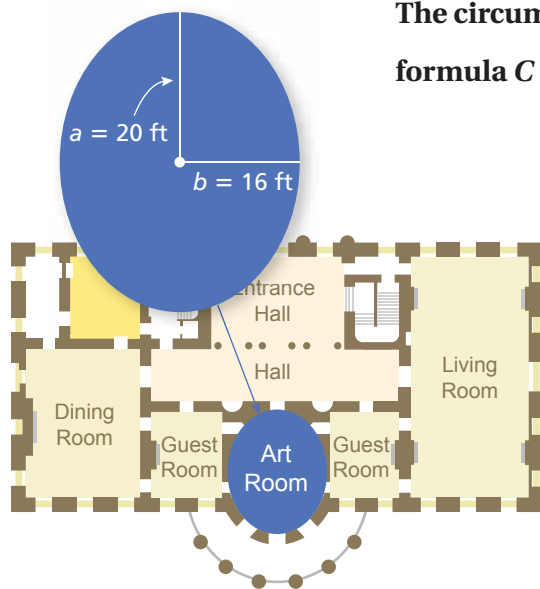 The circum
formula C
a = 20 ft
b = 16 ft
Entrance
Hall
Hall
Living
Room
Dining
Room
Guest
Room
Art
Room
Guest
Room